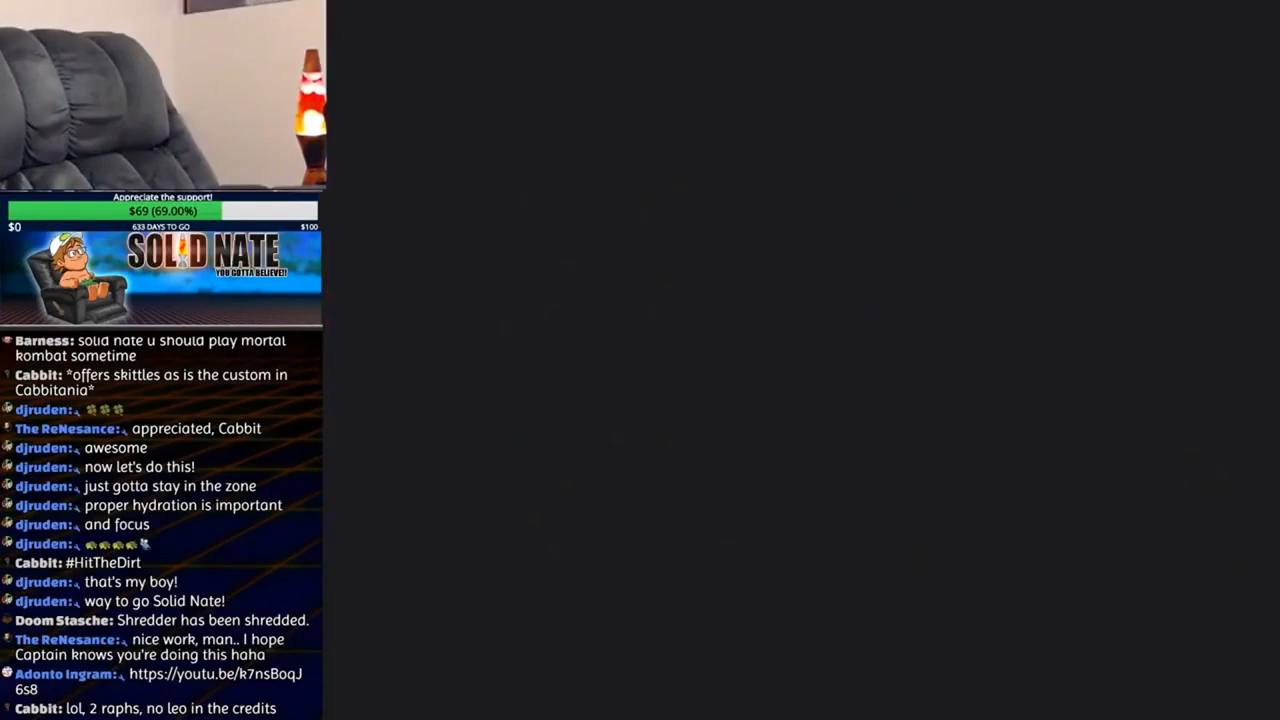 Appreciate the support!
$69 (69.00%)
$0 633 DAYS TO GO $100
SOLID NATE
YOU GOTTA BELIEVE!!
Barness: solid nate u should play mortal
kombat sometime
Cabbit: *offers skittles as is the custom in
Cabbitania*
djruden:
The ReNesance: appreciated, Cabbit
djruden: awesome
djruden: now let's do this!
djruden: just gotta stay in the zone
djruden: proper hydration is important
djruden: and focus
djruden:
Cabbit: #HitTheDirt
djruden: that's my boy!
djruden: way to go Solid Nate!
Doom Stasche: Shredder has been shredded.
The ReNesance: nice work, man.. I hope
Captain knows you're doing this haha
Adonto Ingram: https://youtu.be/k7nsBoqJ
6s8
Cabbit: lol, 2 raphs, no leo in the credits